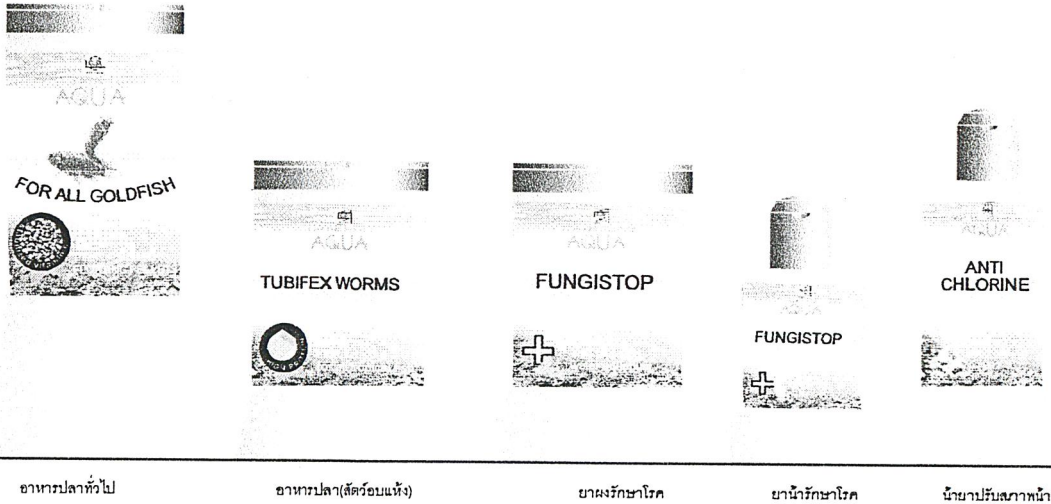 AQUA
FOR ALL GOLDFISH
AQUA
TUBIFEX WORMS
HIGH PROTEIN
AQUA
FUNGISTOP
AQUA
FUNGISTOP
AQUA
ANTI
CHLORINE
อาหารปลาทั่วไป
อาหารปลา(สัตว์อบแห้ง)
ยาผงรักษาโรค
ยาน้ำรักษาโรค
น้ำยาปรับสภาพน้ำ